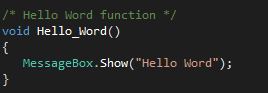 /* Hello Word function */
void Hello_Word()
{
   MessageBox.Show("Hello Word");
}